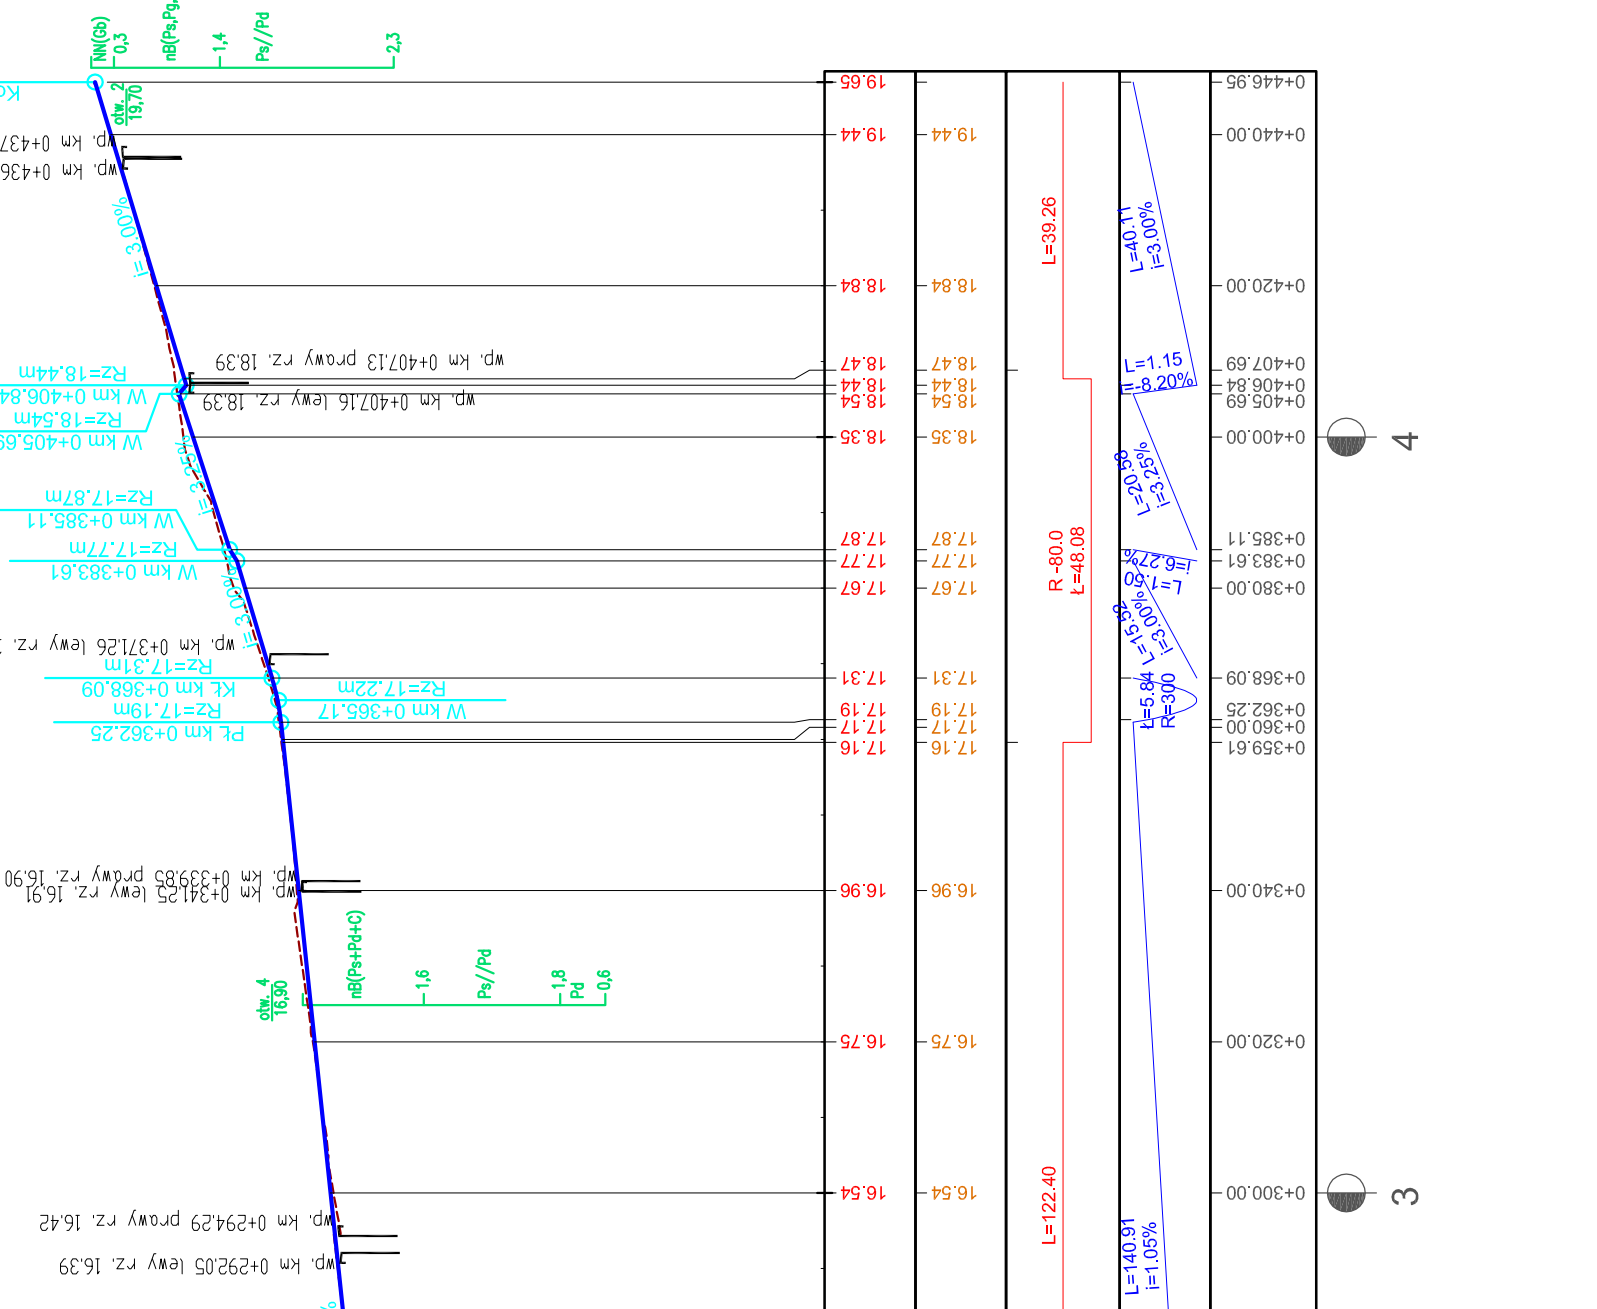 NN(Gb)
0,3
nB(Ps,Pg,
1,4
Ps//Pd
2,3
otw. 2
19,70
wp. km 0+437
wp. km 0+436
i= 3.00%
wp. km 0+407.13 prawy rz. 18.39
wp. km 0+407.16 lewy rz. 18.39
Rz=18.44m
W km 0+406.84
Rz=18.54m
W km 0+405.69
i= 3.25%
Rz=17.87m
W km 0+385.11
Rz=17.77m
W km 0+383.61
i= 3.00%
wp. km 0+371.26 lewy rz.
Rz=17.31m
KŁ km 0+368.09
Rz=17.22m
W km 0+365.17
Rz=17.19m
PŁ km 0+362.25
wp. km 0+339.85 prawy rz. 16.90
wp. km 0+341.25 lewy rz. 16.91
otw. 4
16,90
nB(Ps+Pd+C)
1,6
Ps//Pd
1,8
Pd
0,6
wp. km 0+294.29 prawy rz. 16.42
wp. km 0+292.05 lewy rz. 16.39
%
19.65
19.44
18.84
18.47
18.44
18.54
18.35
17.87
17.77
17.67
17.31
17.19
17.17
17.16
16.96
16.75
16.54
19.44
18.84
18.47
18.44
18.54
18.35
17.87
17.77
17.67
17.31
17.19
17.17
17.16
16.96
16.75
16.54
L=39.26
R -80.0
Ł=48.08
L=122.40
L=40.11
i=3.00%
L=1.15
i=-8.20%
L=20.58
i=3.25%
i=6.27%
L=1.50
L=15.52
i=3.00%
Ł=5.84
R=300
L=140.91
i=1.05%
0+446.95
0+440.00
0+420.00
0+407.69
0+406.84
0+405.69
0+400.00
0+385.11
0+383.61
0+380.00
0+368.09
0+362.25
0+360.00
0+359.61
0+340.00
0+320.00
0+300.00
4
3